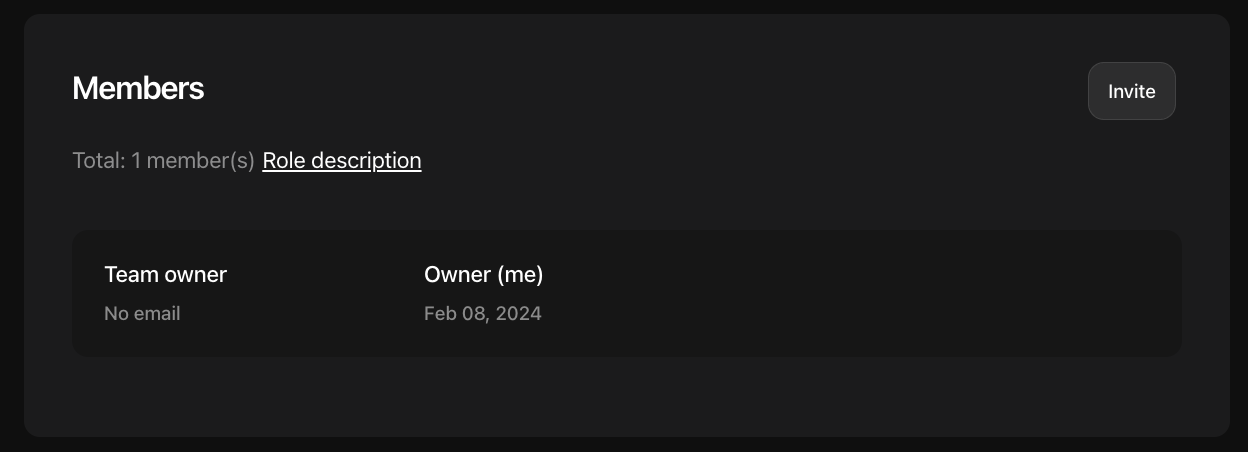 Members
Invite
Total: 1 member(s) Role description
Team owner
Owner (me)
No email
Feb 08, 2024